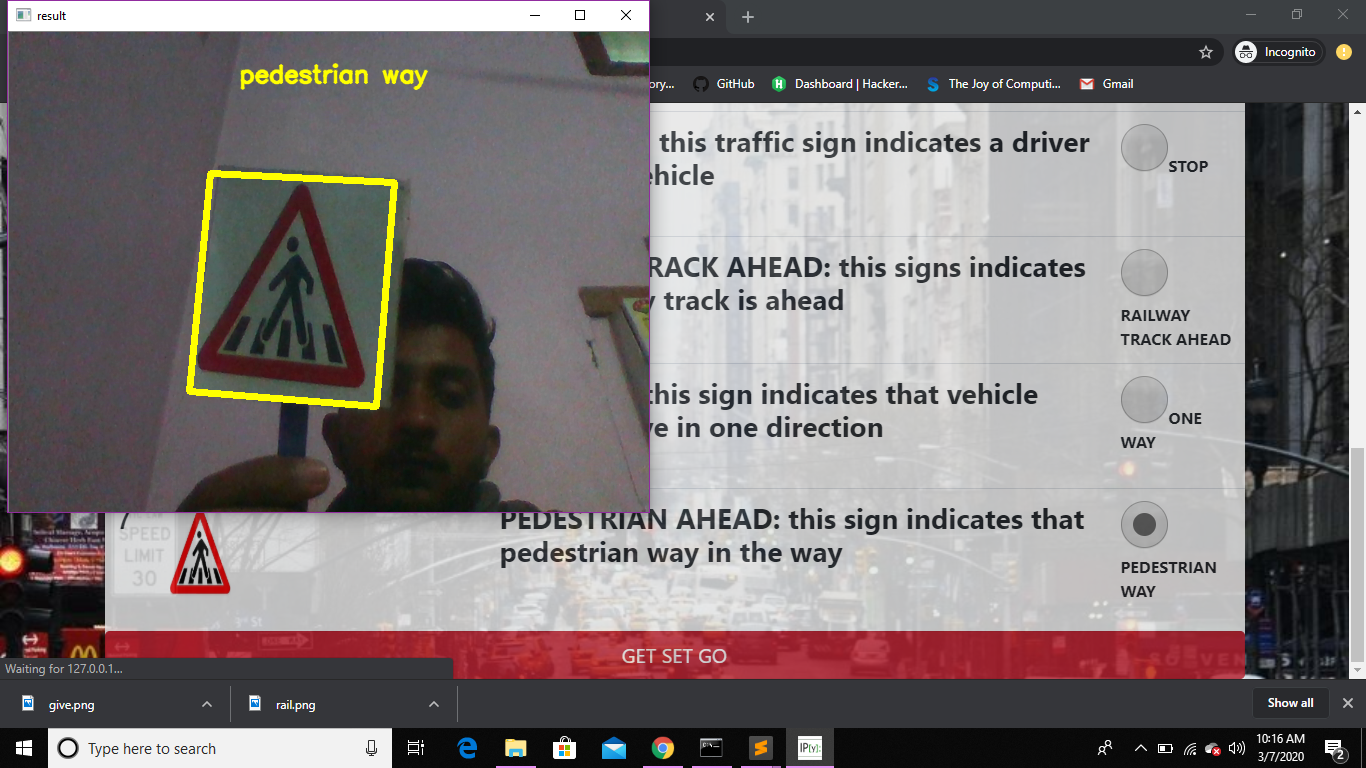 result
pedestrian way
Incognito
ory...
GitHub
Dashboard | Hacker...
The Joy of Computi...
Gmail
this traffic sign indicates a driver
ehicle
STOP
RACK AHEAD: this signs indicates
y track is ahead
RAILWAY
TRACK AHEAD
this sign indicates that vehicle
ve in one direction
ONE
WAY
7
PEDESTRIAN AHEAD: this sign indicates that
pedestrian way in the way
PEDESTRIAN
WAY
SPEED
LIMIT
30
GET SET GO
Waiting for 127.0.0.1...
give.png
rail.png
Show all
Type here to search
IP[y]:
10:16 AM
3/7/2020
2